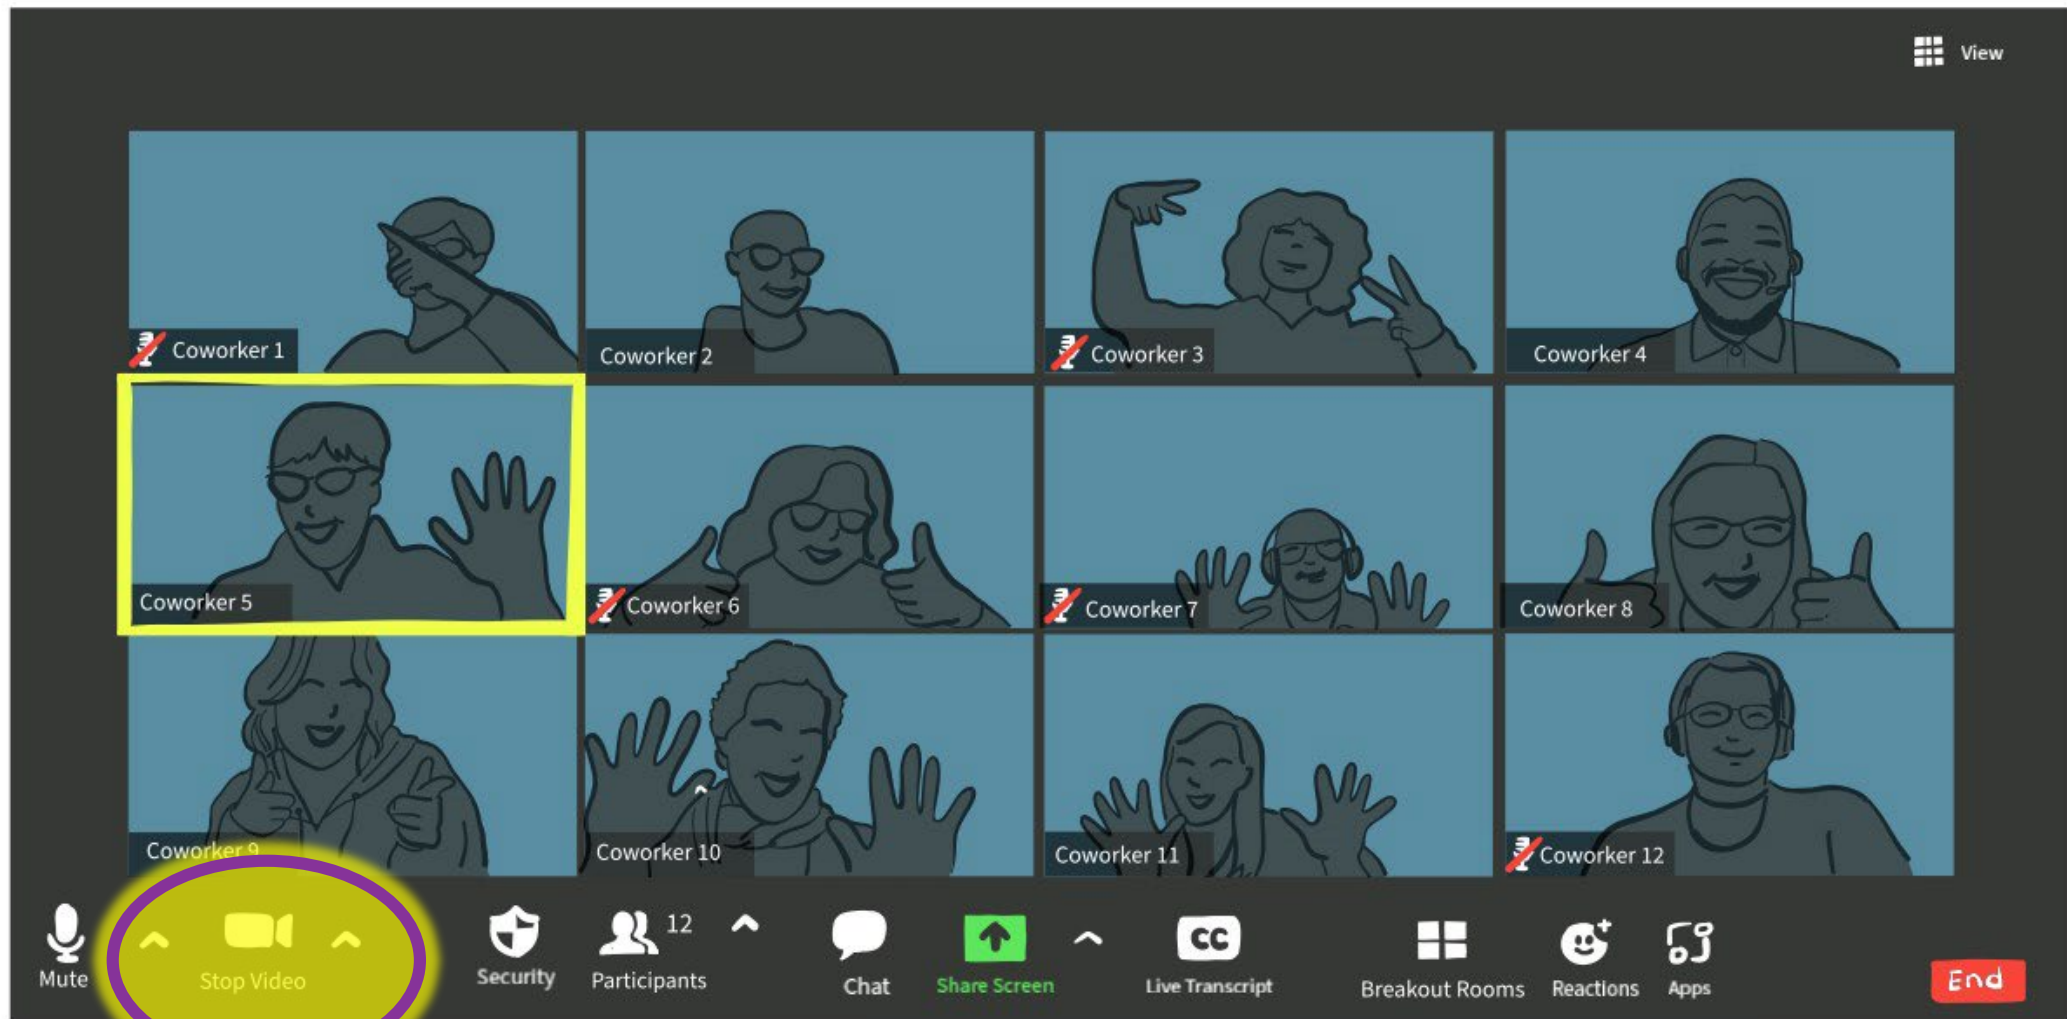 View
Coworker 1
Coworker 2
Coworker 3
Coworker 4
Coworker 5
Coworker 6
Coworker 7
Coworker 8
Coworker 9
Coworker 10
Coworker 11
Coworker 12
Mute
Stop Video
Security
Participants
12
Chat
Share Screen
CC
Live Transcript
Breakout Rooms
Reactions
Apps
End